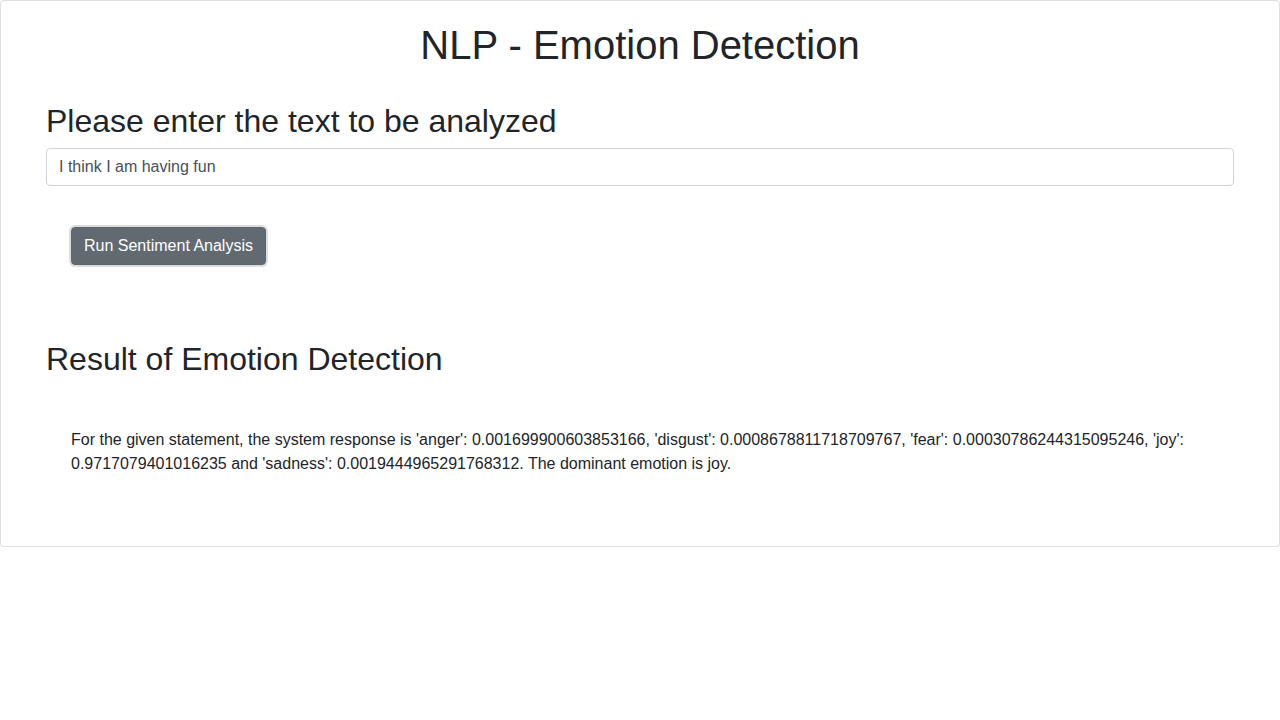 NLP - Emotion Detection
Please enter the text to be analyzed
I think I am having fun
Run Sentiment Analysis
Result of Emotion Detection
For the given statement, the system response is 'anger': 0.001699900603853166, 'disgust': 0.0008678811718709767, 'fear': 0.00030786244315095246, 'joy':
0.9717079401016235 and 'sadness': 0.0019444965291768312. The dominant emotion is joy.